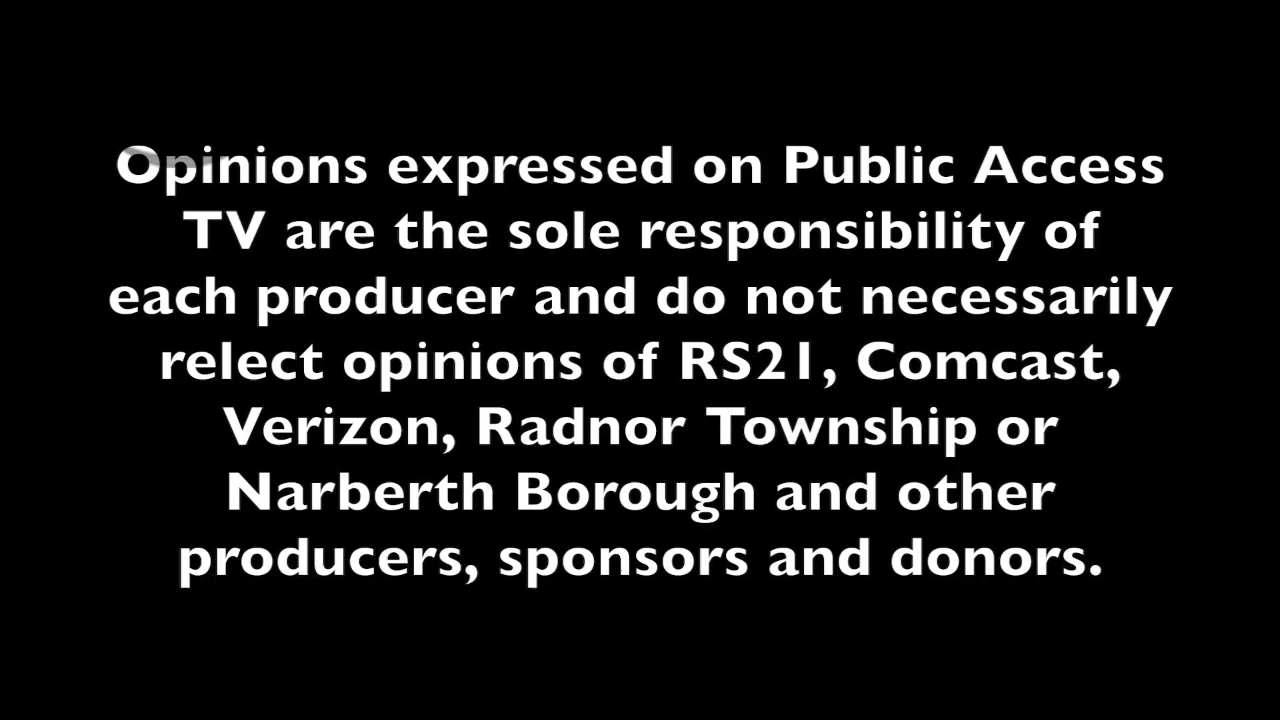 Opinions expressed on Public Access
TV are the sole responsibility of
each producer and do not necessarily
relect opinions of RS21, Comcast,
Verizon, Radnor Township or
Narberth Borough and other
producers, sponsors and donors.